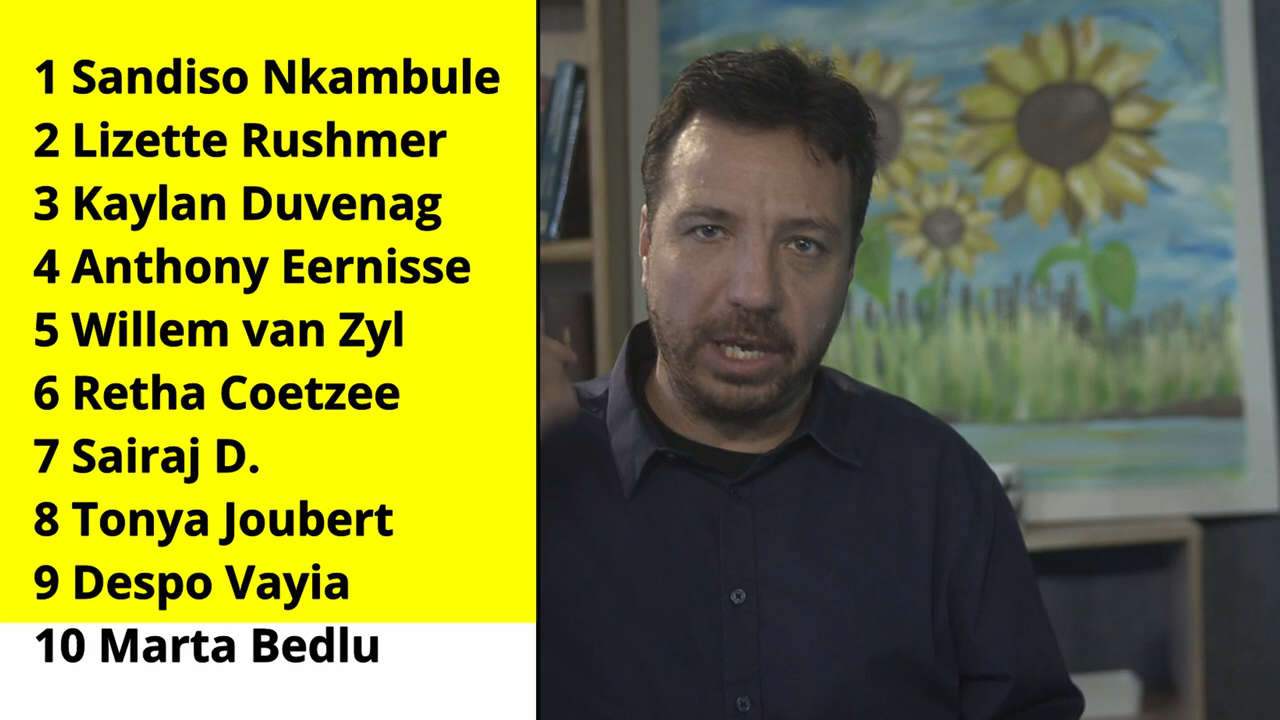 1 Sandiso Nkambule
2 Lizette Rushmer
3 Kaylan Duvenag
4 Anthony Eernisse
5 Willem van Zyl
6 Retha Coetzee
7 Sairaj D.
8 Tonya Joubert
9 Despo Vayia
10 Marta Bedlu